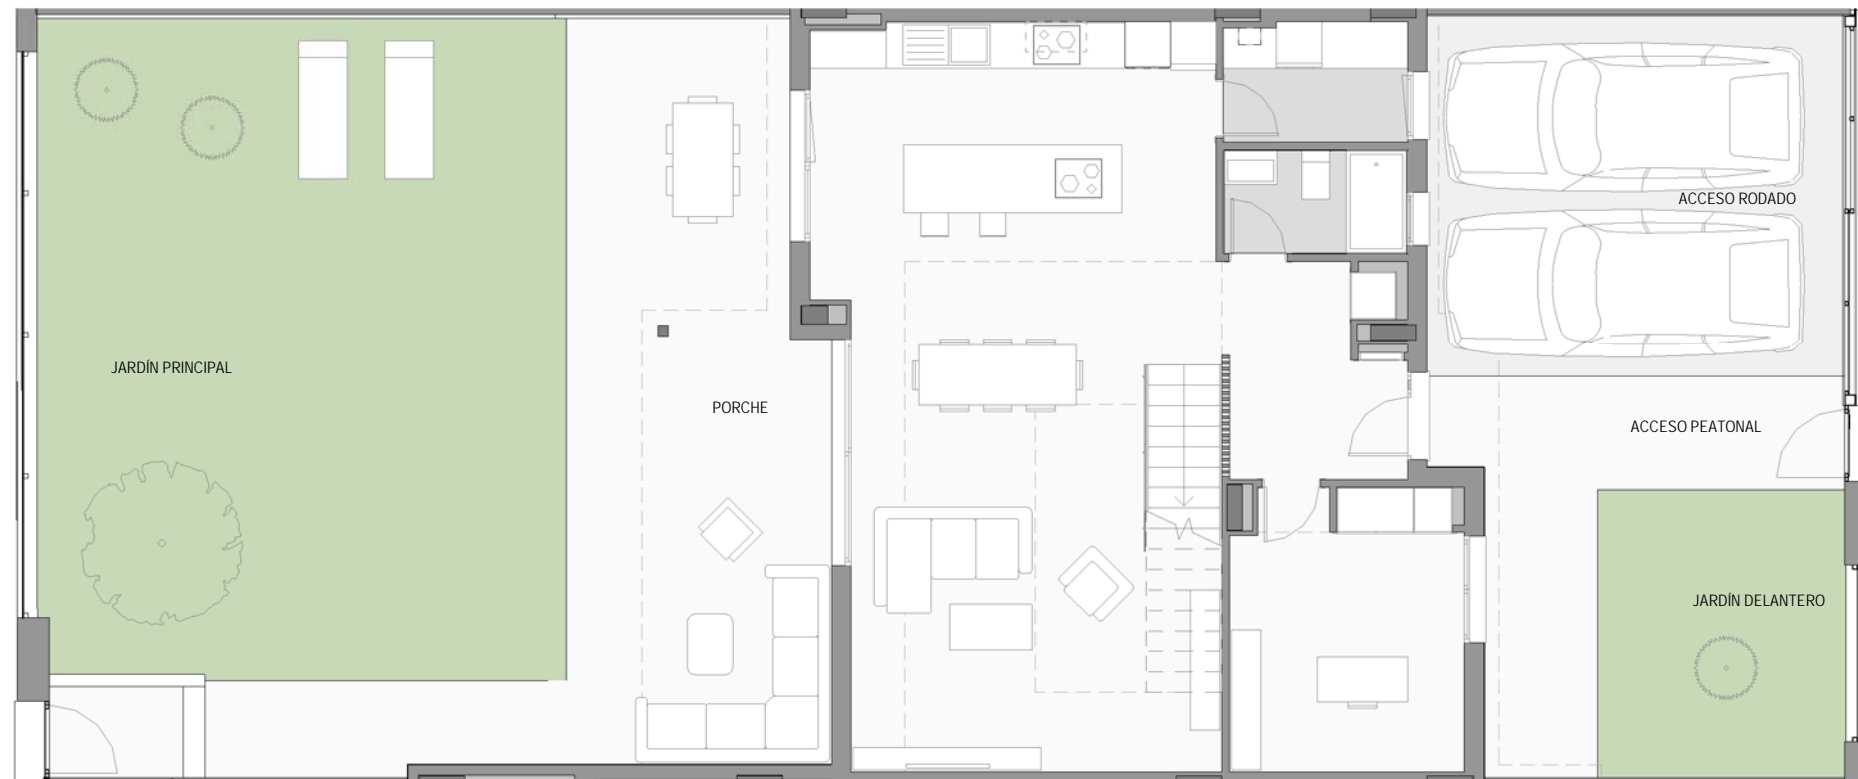 ACCESO RODADO
JARDÍN PRINCIPAL
PORCHE
ACCESO PEATONAL
JARDÍN DELANTERO